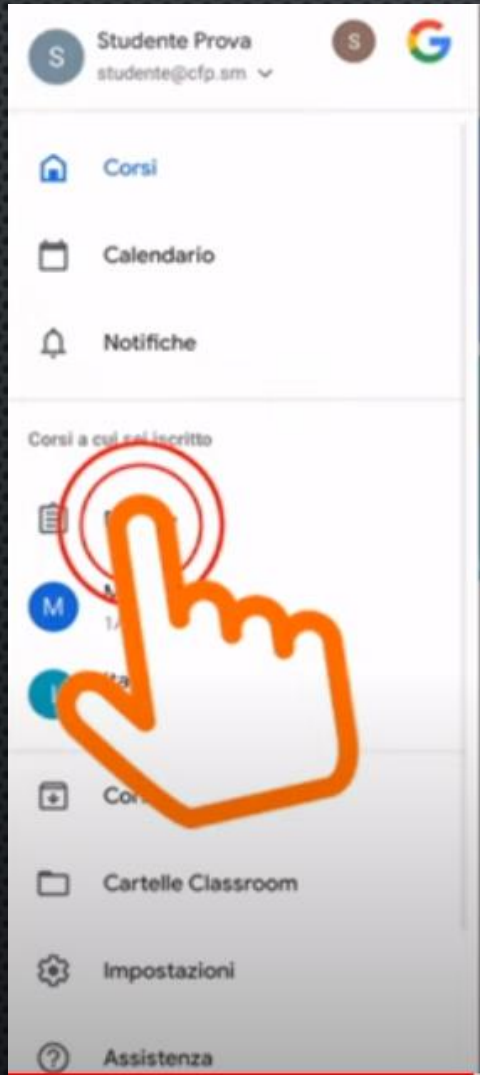 S Studente Prova S G
studente@cfp.sm
Corsi
Calendario
Notifiche
Corsi a cui sei iscritto
M
Cartelle Classroom
Impostazioni
Assistenza